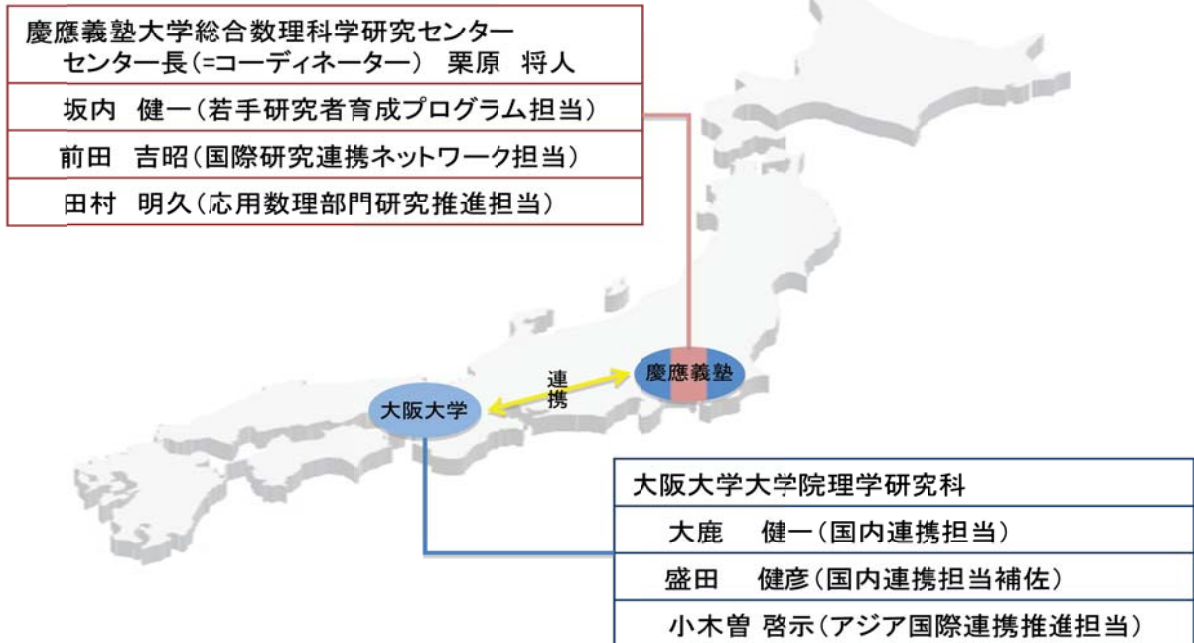 慶應義塾大学総合数理科学研究センター
センター長(=コーディネーター) 栗原 将人
坂内 健一(若手研究者育成プログラム担当)
前田 吉昭(国際研究連携ネットワーク担当)
田村 明久(応用数理部門研究推進担当)
慶應義塾
連携
大阪大学
大阪大学大学院理学研究科
大鹿 健一(国内連携担当)
盛田 健彦(国内連携担当補佐)
小木曽 啓示(アジア国際連携推進担当)